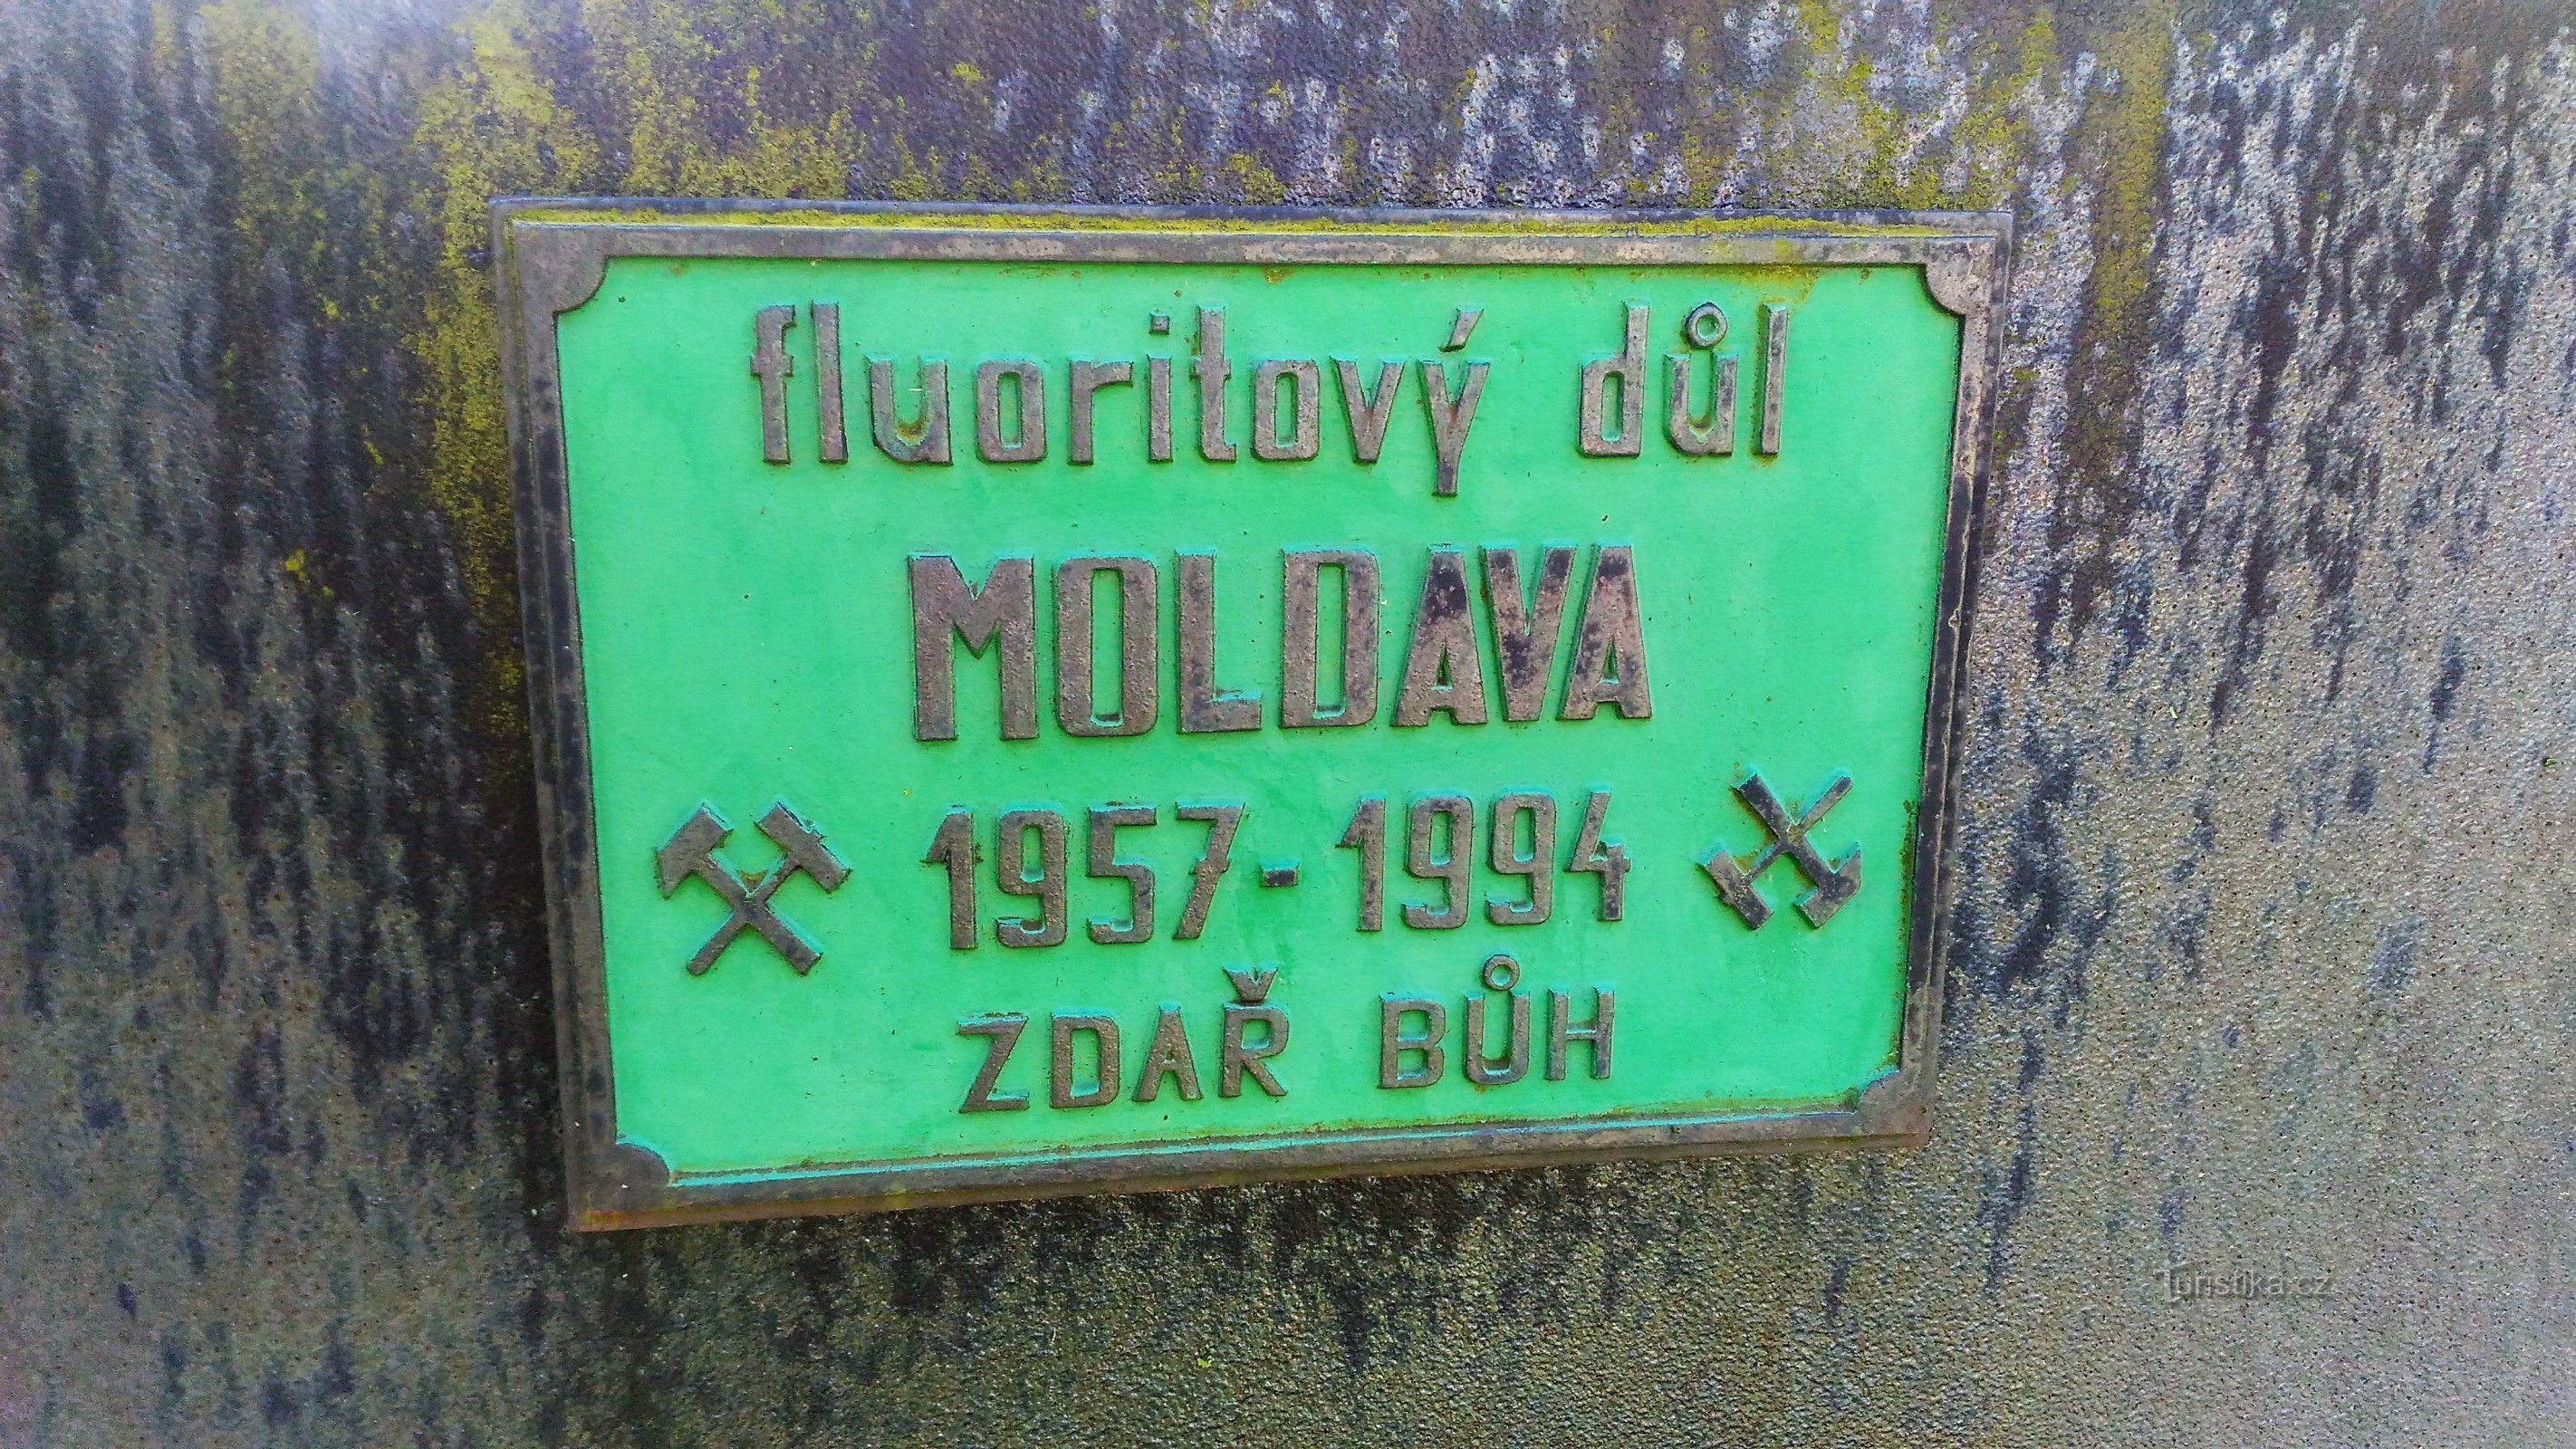 fluoritový důl
MOLDAVA
1957-1994
ZDAŘ BŮH
Turistika.cz